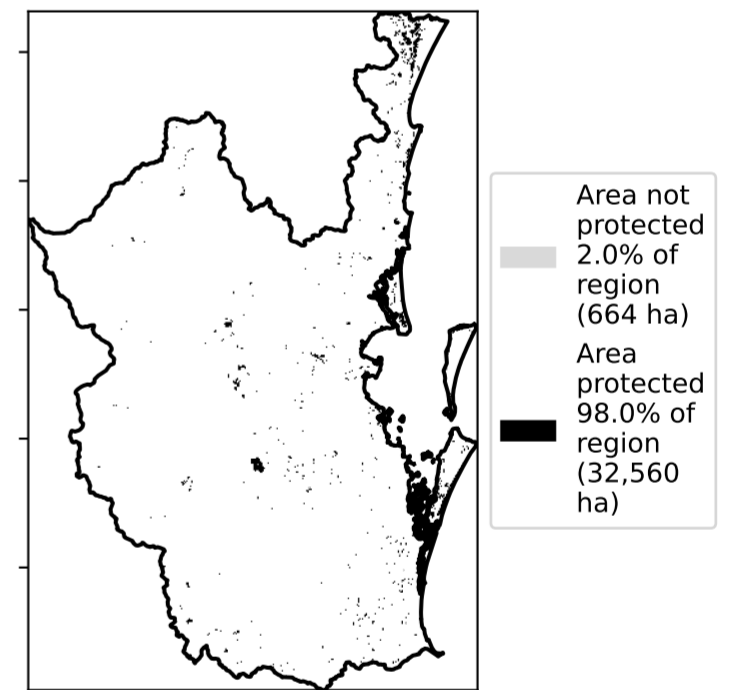 Area not
protected
2.0% of
region
(664 ha)
Area
protected
98.0% of
region
(32,560
ha)